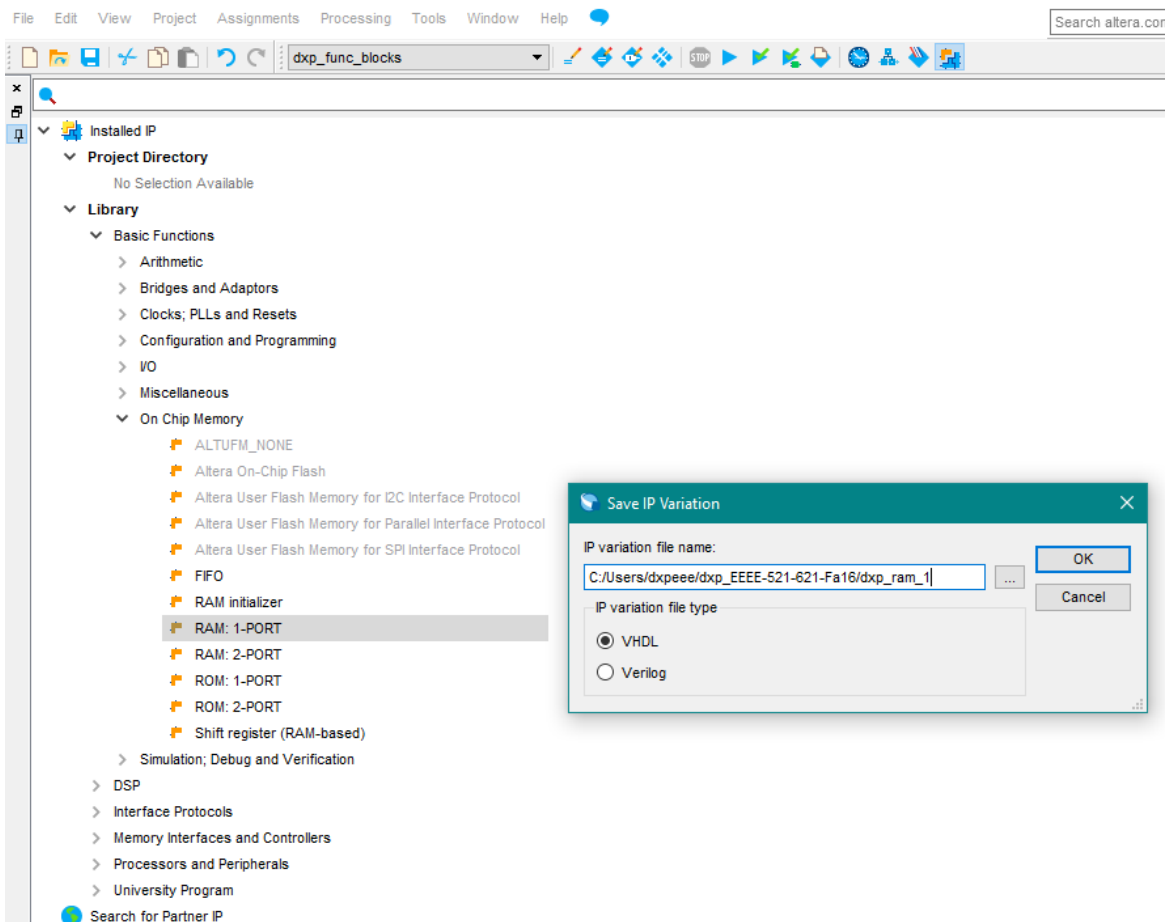 File Edit View Project Assignments Processing Tools Window Help
Search altera.com
dxp_func_blocks
STOP
Installed IP
Project Directory
No Selection Available
Library
Basic Functions
Arithmetic
Bridges and Adaptors
Clocks; PLLs and Resets
Configuration and Programming
I/O
Miscellaneous
On Chip Memory
ALTUFM_NONE
Altera On-Chip Flash
Altera User Flash Memory for I2C Interface Protocol
Altera User Flash Memory for Parallel Interface Protocol
Altera User Flash Memory for SPI Interface Protocol
FIFO
RAM initializer
RAM: 1-PORT
RAM: 2-PORT
ROM: 1-PORT
ROM: 2-PORT
Shift register (RAM-based)
Simulation; Debug and Verification
DSP
Interface Protocols
Memory Interfaces and Controllers
Processors and Peripherals
University Program
Search for Partner IP
Save IP Variation
IP variation file name:
C:/Users/dxpeee/dxp_EEEE-521-621-Fa16/dxp_ram_1
...
OK
Cancel
IP variation file type
VHDL
Verilog